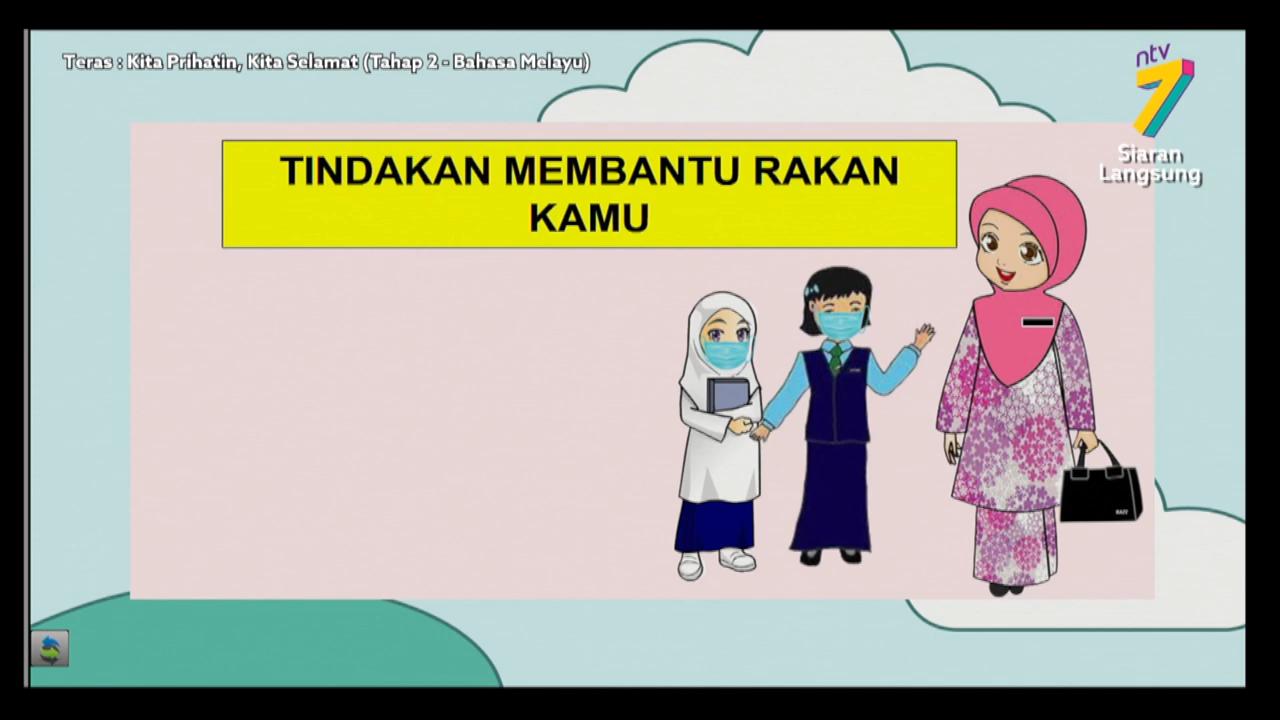 Teras : Kita Prihatin, Kita Selamat (Tahap 2 - Bahasa Melayu)
ntv
7
Siaran
Langsung
TINDAKAN MEMBANTU RAKAN
KAMU